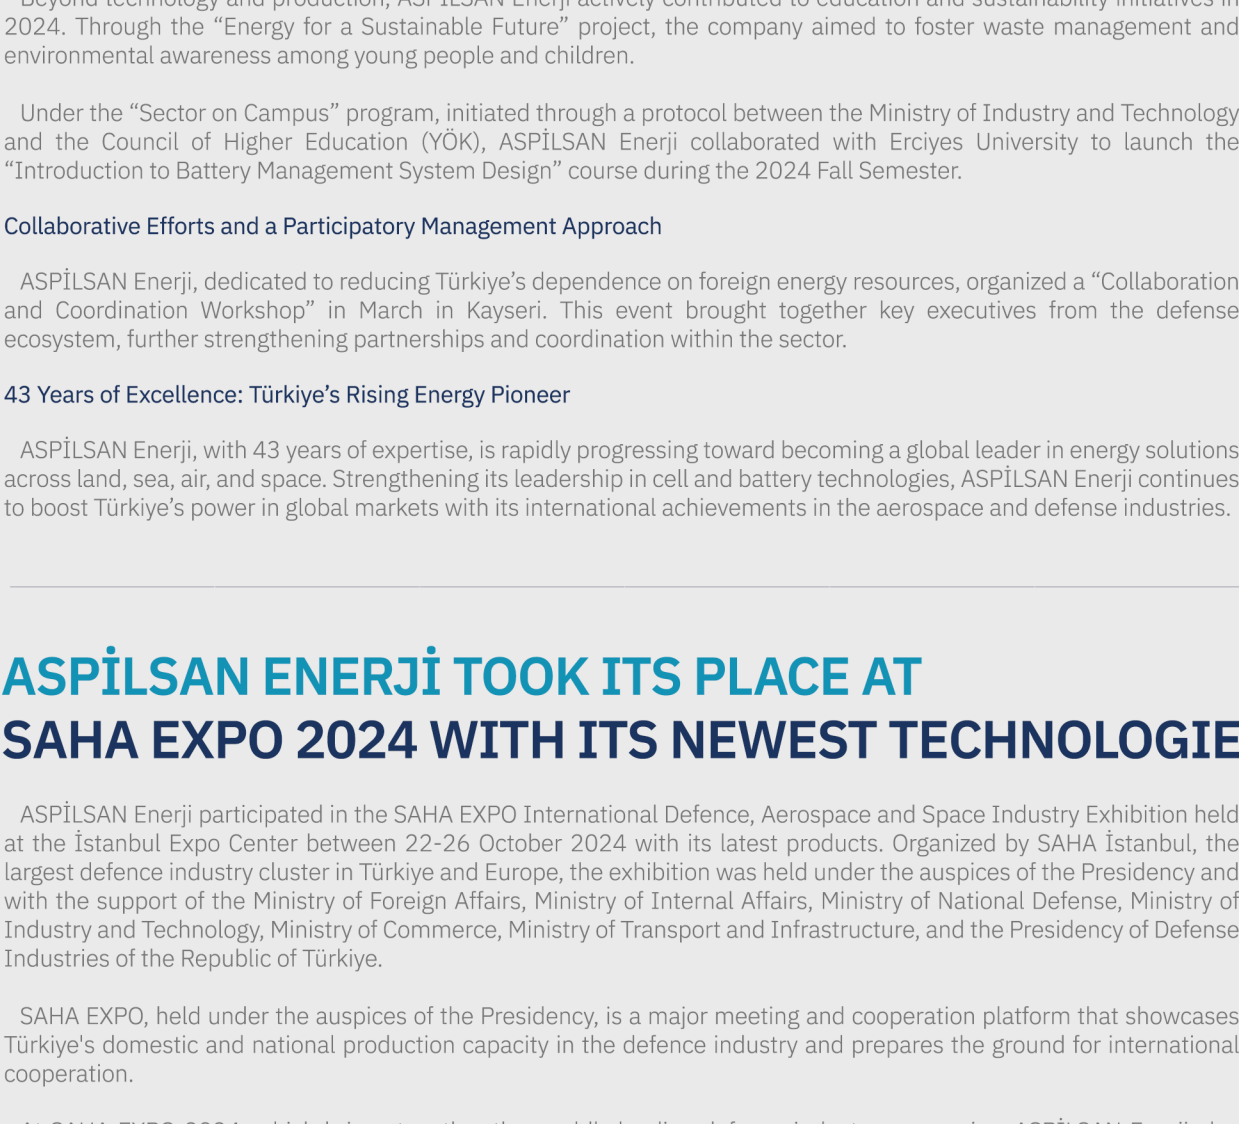 Beyond technology and production, ASPİLSAN Enerji actively contributed to education and sustainability initiatives in
2024. Through the “Energy for a Sustainable Future” project, the company aimed to foster waste management and
environmental awareness among young people and children.
Under the “Sector on Campus” program, initiated through a protocol between the Ministry of Industry and Technology
and the Council of Higher Education (YÖK), ASPİLSAN Enerji collaborated with Erciyes University to launch the
“Introduction to Battery Management System Design” course during the 2024 Fall Semester.
Collaborative Efforts and a Participatory Management Approach
ASPİLSAN Enerji, dedicated to reducing Türkiye’s dependence on foreign energy resources, organized a “Collaboration
and Coordination Workshop” in March in Kayseri. This event brought together key executives from the defense
ecosystem, further strengthening partnerships and coordination within the sector.
43 Years of Excellence: Türkiye’s Rising Energy Pioneer
ASPİLSAN Enerji, with 43 years of expertise, is rapidly progressing toward becoming a global leader in energy solutions
across land, sea, air, and space. Strengthening its leadership in cell and battery technologies, ASPİLSAN Enerji continues
to boost Türkiye’s power in global markets with its international achievements in the aerospace and defense industries.
ASPİLSAN ENERJİ TOOK ITS PLACE AT
SAHA EXPO 2024 WITH ITS NEWEST TECHNOLOGIE
ASPİLSAN Enerji participated in the SAHA EXPO International Defence, Aerospace and Space Industry Exhibition held
at the İstanbul Expo Center between 22-26 October 2024 with its latest products. Organized by SAHA İstanbul, the
largest defence industry cluster in Türkiye and Europe, the exhibition was held under the auspices of the Presidency and
with the support of the Ministry of Foreign Affairs, Ministry of Internal Affairs, Ministry of National Defense, Ministry of
Industry and Technology, Ministry of Commerce, Ministry of Transport and Infrastructure, and the Presidency of Defense
Industries of the Republic of Türkiye.
SAHA EXPO, held under the auspices of the Presidency, is a major meeting and cooperation platform that showcases
Türkiye's domestic and national production capacity in the defence industry and prepares the ground for international
cooperation.